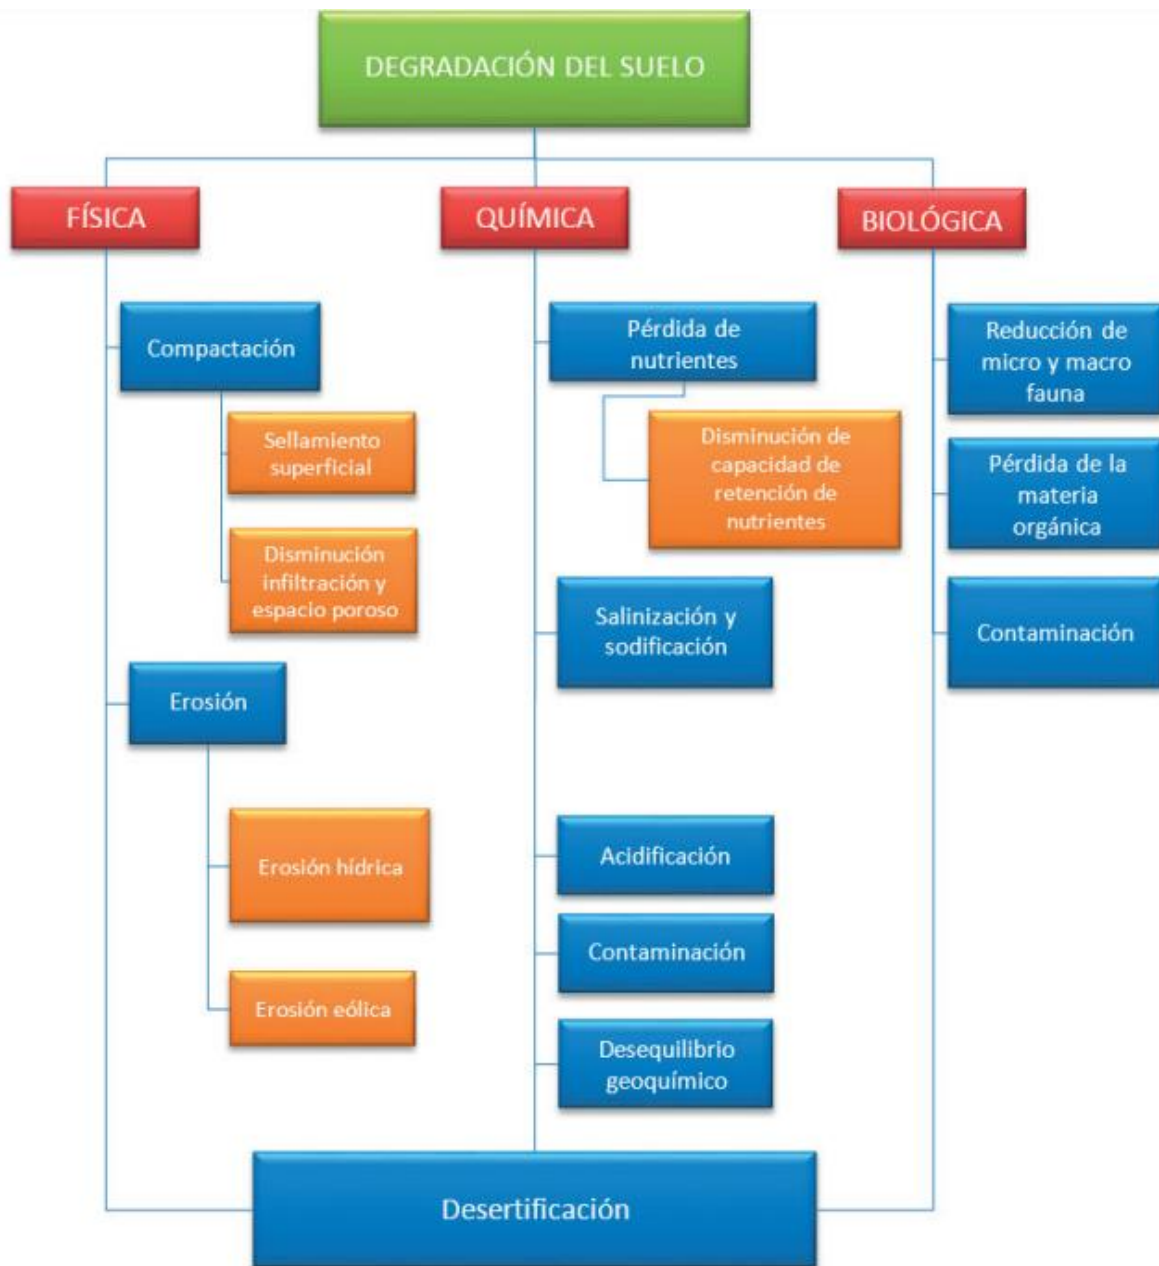 DEGRADACIÓN DEL SUELO
FÍSICA
QUÍMICA
BIOLÓGICA
Compactación
Sellamiento
superficial
Disminución
infiltración y
espacio poroso
Erosión
Erosión hídrica
Erosión eólica
Pérdida de
nutrientes
Disminución de
capacidad de
retención de
nutrientes
Salinización y
sodificación
Acidificación
Contaminación
Desequilibrio
geoquímico
Reducción de
micro y macro
fauna
Pérdida de la
materia
orgánica
Contaminación
Desertificación